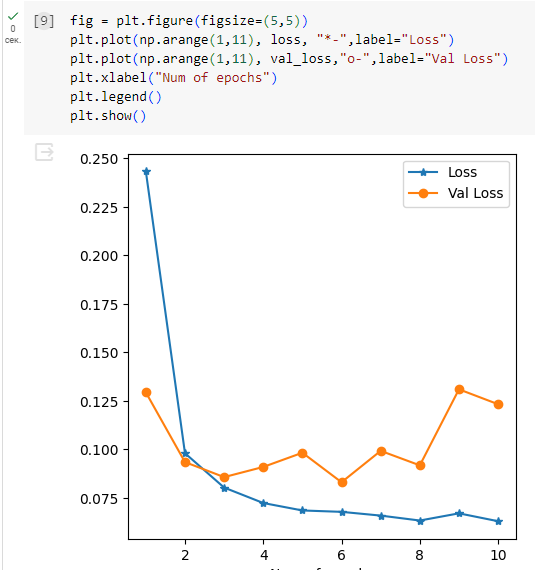 [9] fig = plt.figure(figsize=(5,5))
plt.plot(np.arange(1,11), loss, "*-",label="Loss")
plt.plot(np.arange(1,11), val_loss,"o-",label="Val Loss")
plt.xlabel("Num of epochs")
plt.legend()
plt.show()
0
сек.
Loss
Val Loss
0.250
0.225
0.200
0.175
0.150
0.125
0.100
0.075
2 4 6 8 10